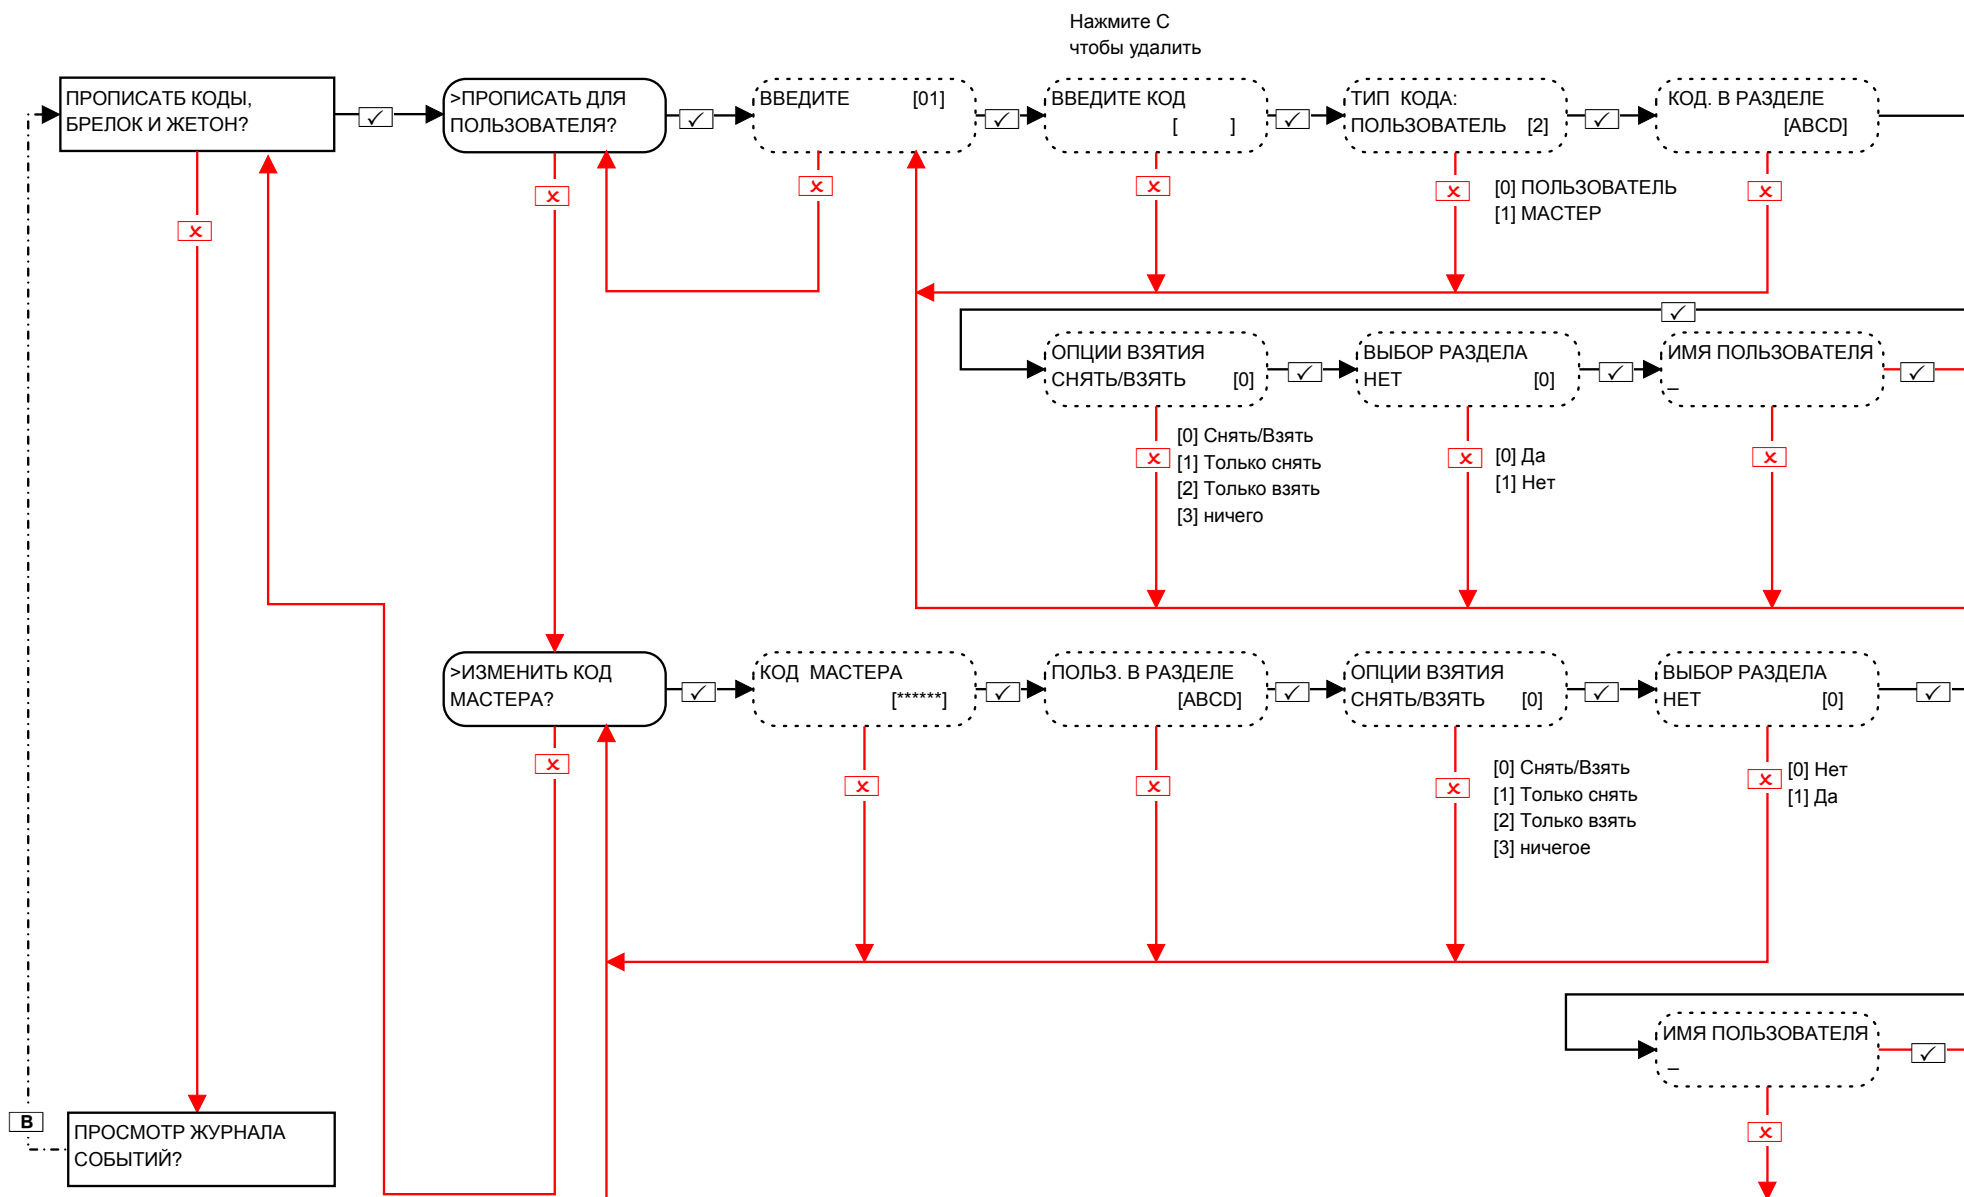 Нажмите С
чтобы удалить
ПРОПИСАТБ КОДЫ,
БРЕЛОК И ЖЕТОН?
>ПРОПИСАТЬ ДЛЯ
ПОЛЬЗОВАТЕЛЯ?
ВВЕДИТЕ [01]
ВВЕДИТЕ КОД
[ ]
ТИП КОДА:
ПОЛЬЗОВАТЕЛЬ [2]
КОД. В РАЗДЕЛЕ
[ABCD]
[0] ПОЛЬЗОВАТЕЛЬ
[1] МАСТЕР
ОПЦИИ ВЗЯТИЯ
СНЯТЬ/ВЗЯТЬ [0]
ВЫБОР РАЗДЕЛА
НЕТ [0]
ИМЯ ПОЛЬЗОВАТЕЛЯ
_
[0] Снять/Взять
[1] Только снять
[2] Только взять
[3] ничего
[0] Да
[1] Нет
>ИЗМЕНИТЬ КОД
МАСТЕРА?
КОД МАСТЕРА
[******]
ПОЛЬЗ. В РАЗДЕЛЕ
[ABCD]
ОПЦИИ ВЗЯТИЯ
СНЯТЬ/ВЗЯТЬ [0]
ВЫБОР РАЗДЕЛА
НЕТ [0]
[0] Снять/Взять
[1] Только снять
[2] Только взять
[3] ничегое
[0] Нет
[1] Да
ИМЯ ПОЛЬЗОВАТЕЛЯ
_
B
ПРОСМОТР ЖУРНАЛА
СОБЫТИЙ?